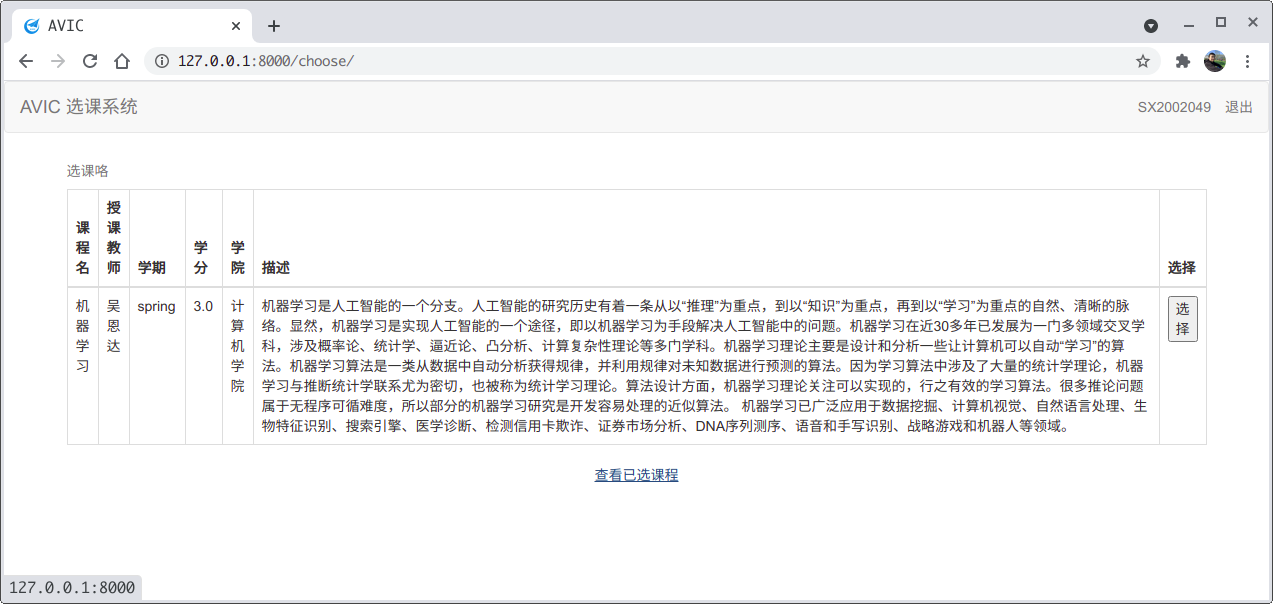 AVIC
127.0.0.1:8000/choose/
AVIC 选课系统
SX2002049 退出
选课咯
课程名 授课教师 学期 学分 学院 描述 选择
机器学习 吴恩达 spring 3.0 计算机学院
机器学习是人工智能的一个分支。人工智能的研究历史有着一条从以“推理”为重点，到以“知识”为重点，再到以“学习”为重点的自然、清晰的脉
络。显然，机器学习是实现人工智能的一个途径，即以机器学习为手段解决人工智能中的问题。机器学习在近30多年已发展为一门多领域交叉学
科，涉及概率论、统计学、逼近论、凸分析、计算复杂性理论等多门学科。机器学习理论主要是设计和分析一些让计算机可以自动“学习”的算
法。机器学习算法是一类从数据中自动分析获得规律，并利用规律对未知数据进行预测的算法。因为学习算法中涉及了大量的统计学理论，机器
学习与推断统计学联系尤为密切，也被称为统计学习理论。算法设计方面，机器学习理论关注可以实现的，行之有效的学习算法。很多推论问题
属于无程序可循难度，所以部分的机器学习研究是开发容易处理的近似算法。 机器学习已广泛应用于数据挖掘、计算机视觉、自然语言处理、生
物特征识别、搜索引擎、医学诊断、检测信用卡欺诈、证券市场分析、DNA序列测序、语音和手写识别、战略游戏和机器人等领域。
选择
查看已选课程
127.0.0.1:8000